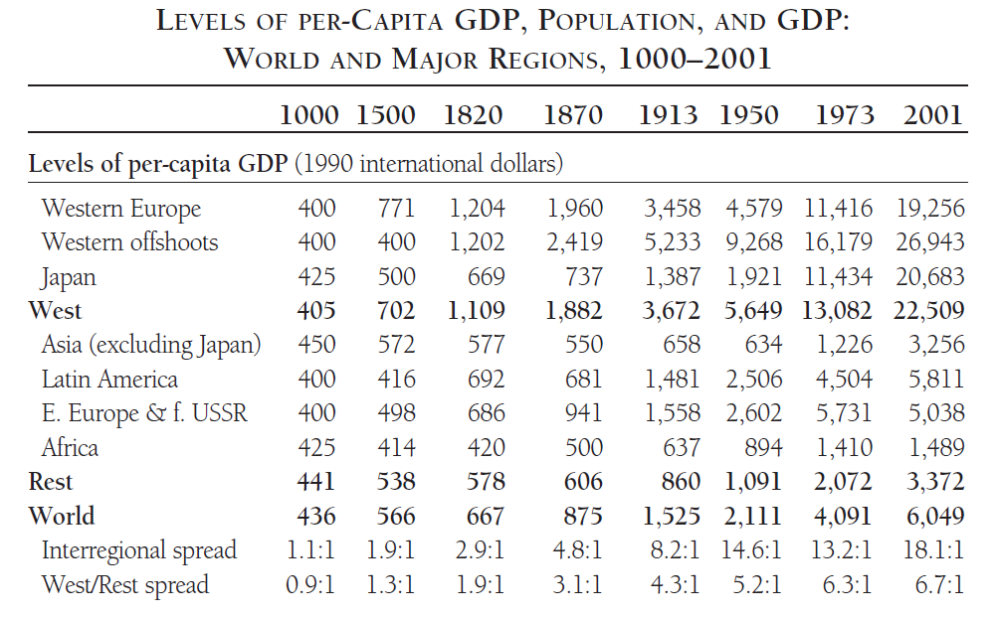 LEVELS OF PER-CAPITA GDP, POPULATION, AND GDP:
WORLD AND MAJOR REGIONS, 1000–2001
1000 1500 1820 1870 1913 1950 1973 2001
Levels of per-capita GDP (1990 international dollars)
Western Europe 400 771 1,204 1,960 3,458 4,579 11,416 19,256
Western offshoots 400 400 1,202 2,419 5,233 9,268 16,179 26,943
Japan 425 500 669 737 1,387 1,921 11,434 20,683
West 405 702 1,109 1,882 3,672 5,649 13,082 22,509
Asia (excluding Japan) 450 572 577 550 658 634 1,226 3,256
Latin America 400 416 692 681 1,481 2,506 4,504 5,811
E. Europe & f. USSR 400 498 686 941 1,558 2,602 5,731 5,038
Africa 425 414 420 500 637 894 1,410 1,489
Rest 441 538 578 606 860 1,091 2,072 3,372
World 436 566 667 875 1,525 2,111 4,091 6,049
Interregional spread 1.1:1 1.9:1 2.9:1 4.8:1 8.2:1 14.6:1 13.2:1 18.1:1
West/Rest spread 0.9:1 1.3:1 1.9:1 3.1:1 4.3:1 5.2:1 6.3:1 6.7:1